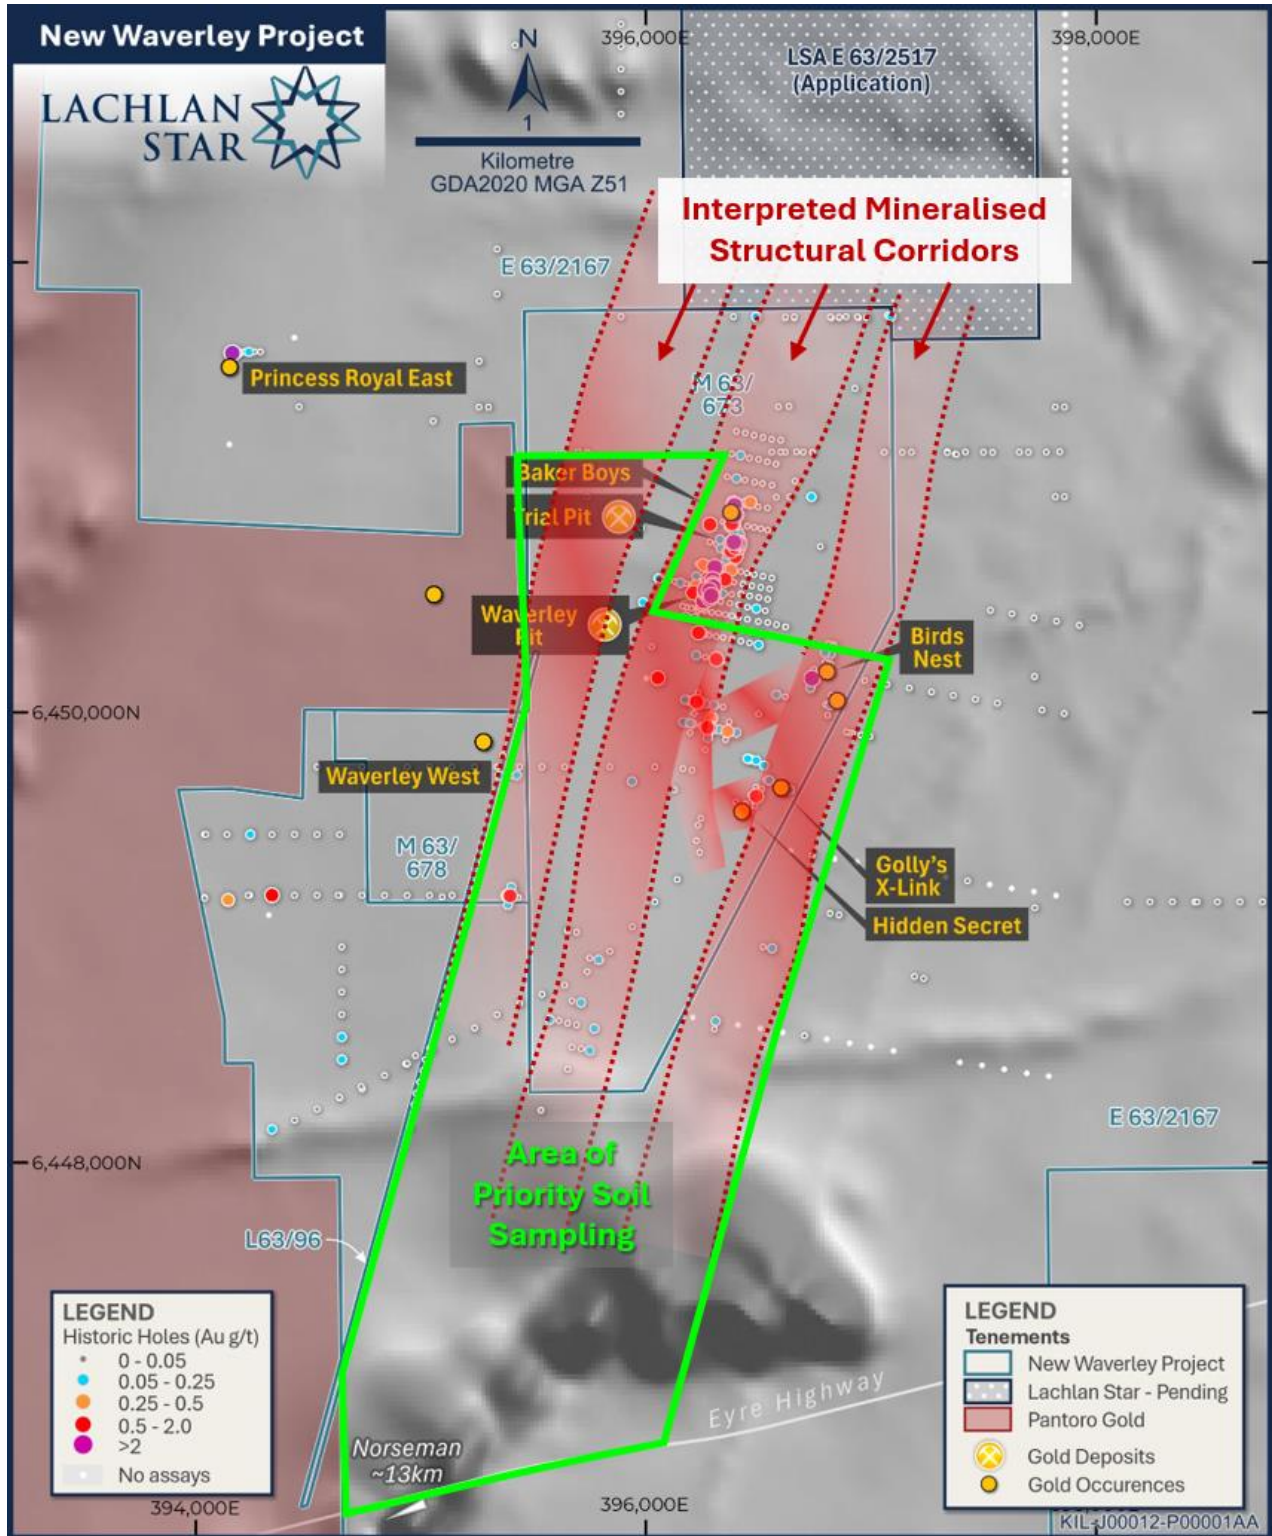 New Waverley Project
LACHLAN
STAR
N
1
Kilometre
GDA2020 MGA Z51
396,000E
398,000E
LSA E 63/2517
(Application)
Interpreted Mineralised
Structural Corridors
E 63/2167
Princess Royal East
M 63/
673
Baker Boys
Trial Pit
Waverley
Pit
Birds
Nest
6,450,000N
Waverley West
M 63/
678
Golly's
X-Link
Hidden Secret
E 63/2167
6,448,000N
Area of
Priority Soil
Sampling
L63/96
LEGEND
Historic Holes (Au g/t)
0 - 0.05
0.05 - 0.25
0.25 - 0.5
0.5 - 2.0
>2
No assays
394,000E
Norseman
~13km
Eyre Highway
396,000E
LEGEND
Tenements
New Waverley Project
Lachlan Star - Pending
Pantoro Gold
Gold Deposits
Gold Occurences
KIL-J00012-P00001AA